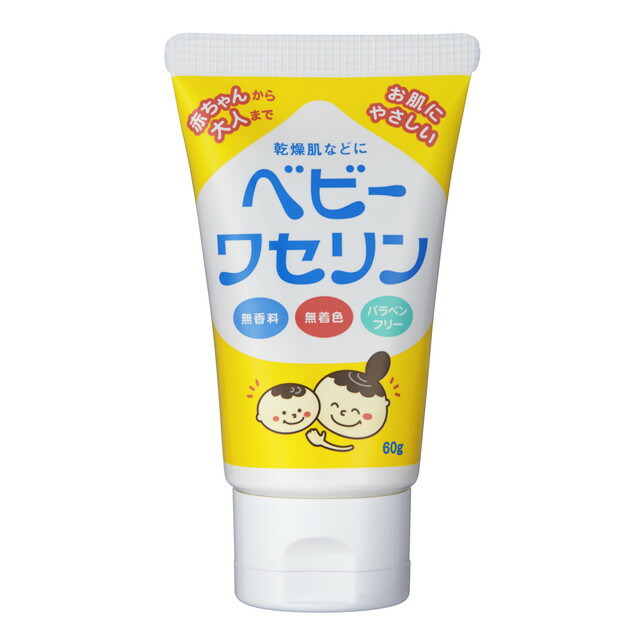 赤ちゃんから
大人まで
お肌に
やさしい
乾燥肌などに
ベビー
ワセリン
無香料
無着色
パラベン
フリー
60g